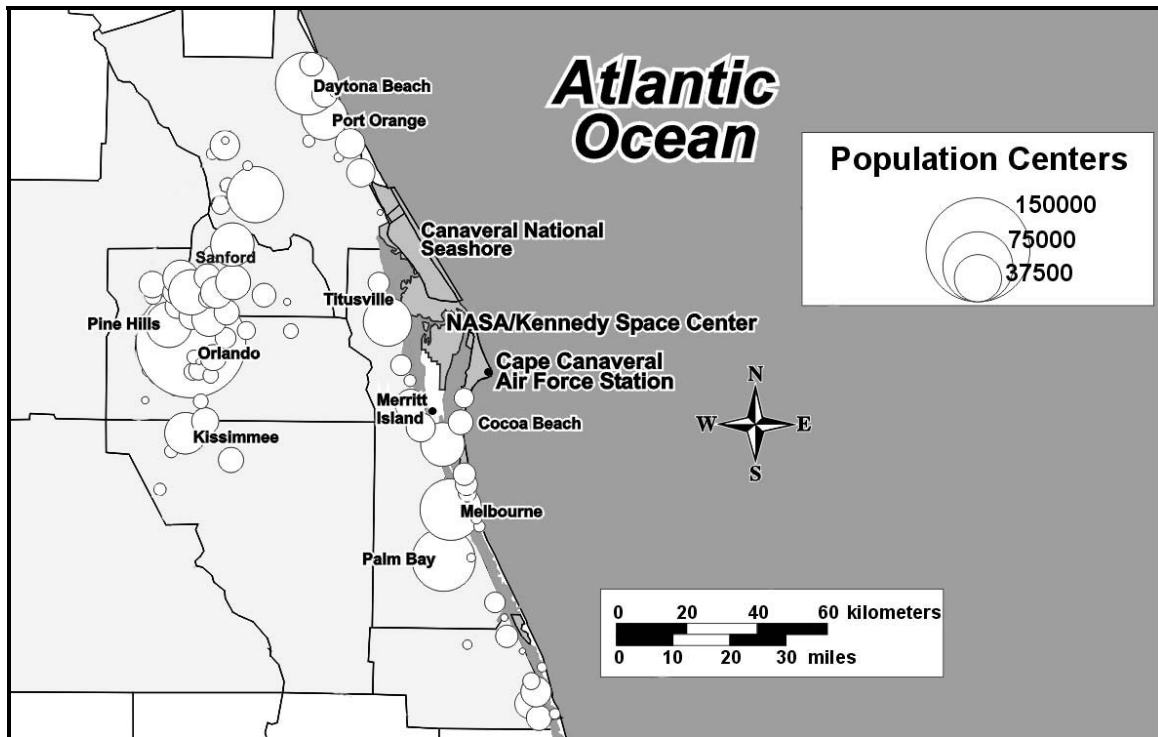 Atlantic
Ocean
Daytona Beach
Port Orange
Population Centers
150000
75000
37500
Canaveral National
Seashore
Sanford
Titusville
Pine Hills
NASA/Kennedy Space Center
Orlando
Cape Canaveral
Air Force Station
Merritt
Island
Cocoa Beach
Kissimmee
N
W E
S
Melbourne
Palm Bay
0 20 40 60 kilometers
0 10 20 30 miles